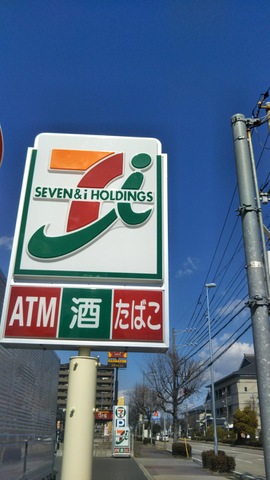 SEVEN & i HOLDINGS
ATM 酒 たばこ
P